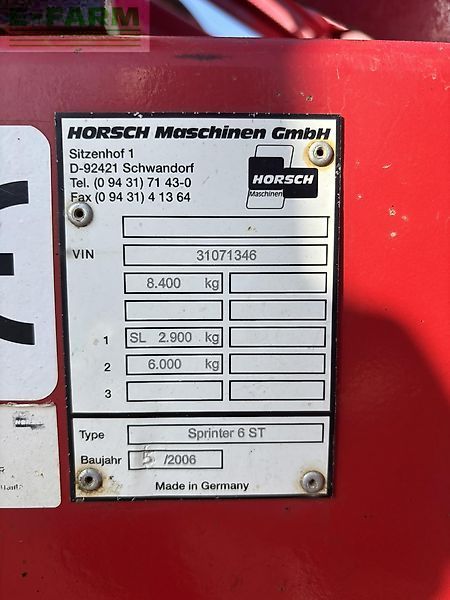 E-FARM
HORSCH Maschinen GmbH
Sitzenhof 1
D-92421 Schwandorf
Tel. (0 94 31) 71 43-0
Fax (0 94 31) 4 13 64
HORSCH
Maschinen
VIN 31071346
8.400 kg
1 SL 2.900 kg
2 6.000 kg
3
Type Sprinter 6 ST
Baujahr 5 /2006
Made in Germany
CE